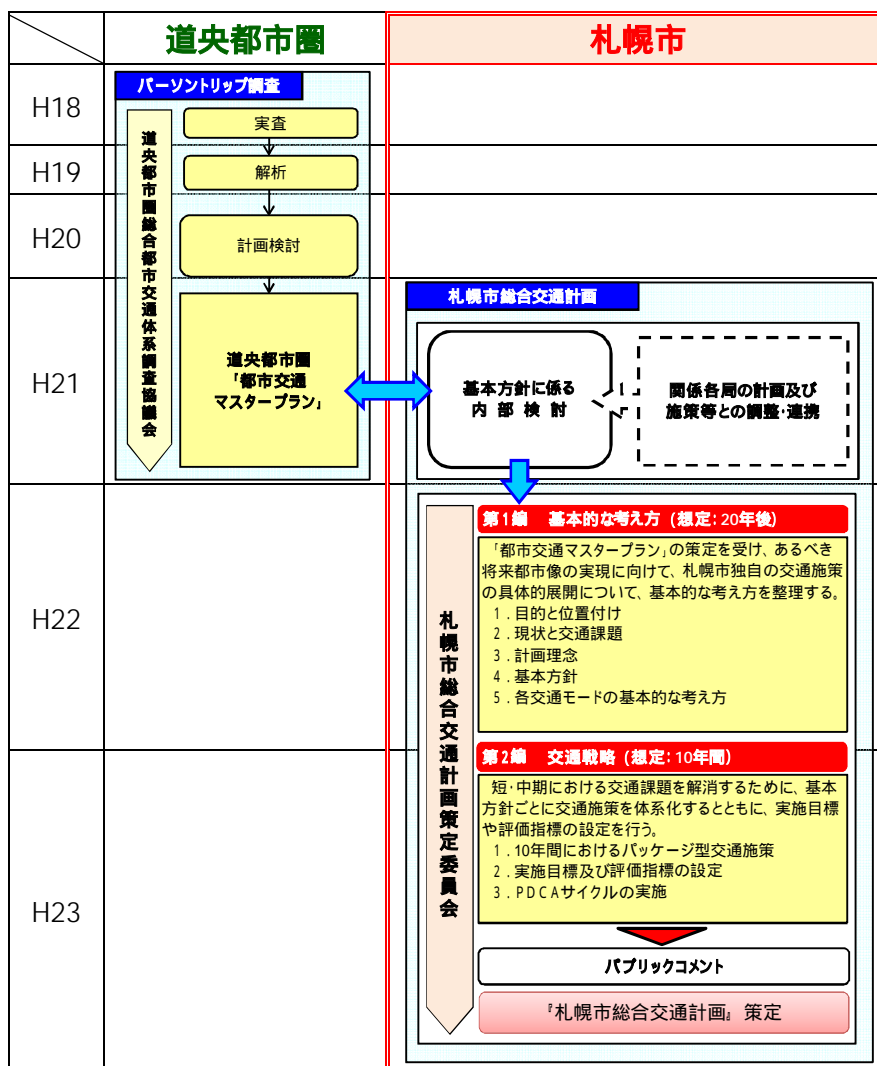 道央都市圏
札幌市
H18
パーソントリップ調査
実査
H19
解析
H20
計画検討
道央都市圏総合都市交通体系調査協議会
H21
道央都市圏
「都市交通
マスタープラン」
札幌市総合交通計画
基本方針に係る
内部検討
関係各局の計画及び
施策等との調整・連携
H22
札幌市総合交通計画策定委員会
第1編 基本的な考え方 (想定:20年後)
「都市交通マスタープラン」の策定を受け、あるべき
将来都市像の実現に向けて、札幌市独自の交通施策
の具体的展開について、基本的な考え方を整理する。
1.目的と位置付け
2.現状と交通課題
3.計画理念
4.基本方針
5.各交通モードの基本的な考え方
H23
第2編 交通戦略 (想定:10年間)
短・中期における交通課題を解消するために、基本
方針ごとに交通施策を体系化するとともに、実施目標
や評価指標の設定を行う。
1.10年間におけるパッケージ型交通施策
2.実施目標及び評価指標の設定
3.PDCAサイクルの実施
パブリックコメント
『札幌市総合交通計画』策定